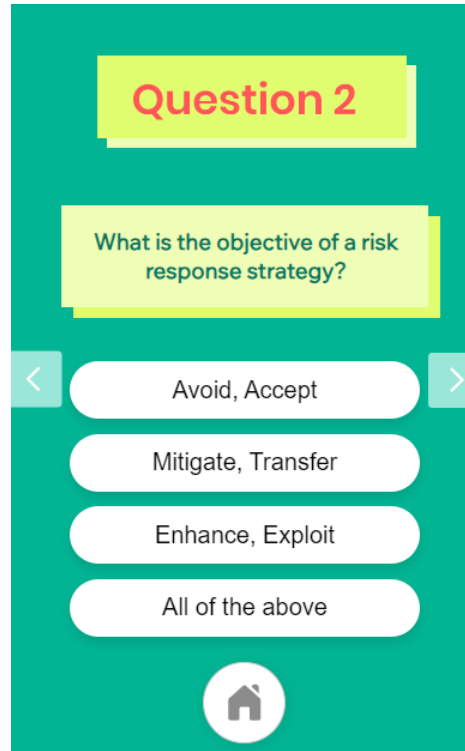 Question 2
What is the objective of a risk
response strategy?
Avoid, Accept
Mitigate, Transfer
Enhance, Exploit
All of the above